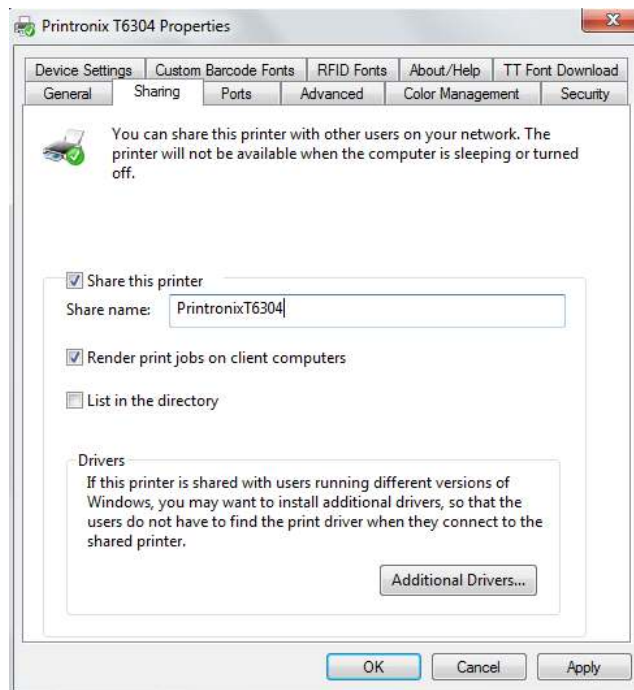 Printronix T6304 Properties
Device Settings Custom Barcode Fonts RFID Fonts About/Help TT Font Download
General Sharing Ports Advanced Color Management Security
You can share this printer with other users on your network. The
printer will not be available when the computer is sleeping or turned
off.
Share this printer
Share name: PrintronixT6304
Render print jobs on client computers
List in the directory
Drivers
If this printer is shared with users running different versions of
Windows, you may want to install additional drivers, so that the
users do not have to find the print driver when they connect to the
shared printer.
Additional Drivers...
OK Cancel Apply